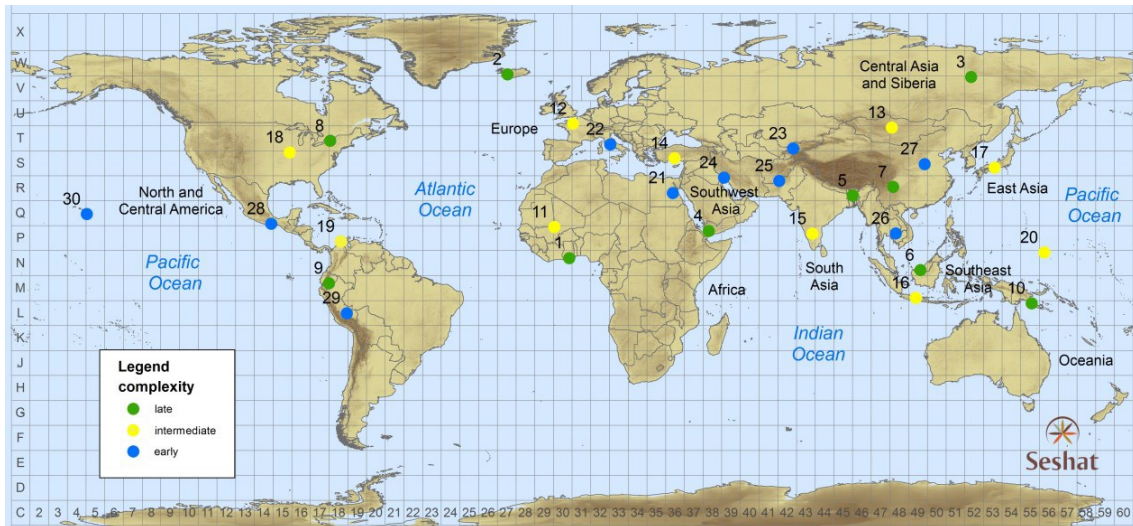 X
W
V
U
T
S
R
Q
P
N
M
L
K
J
H
G
F
E
D
C 2 3 4 5 6 7 8 9 10 11 12 13 14 15 16 17 18 19 20 21 22 23 24 25 26 27 28 29 30 31 32 33 34 35 36 37 38 39 40 41 42 43 44 45 46 47 48 49 50 51 52 53 54 55 56 57 58 59 60
2
Central Asia
and Siberia
3
12
Europe
22
8
18
14
23
13
27
17
East Asia
24
25
21
Southwest
Asia
7
5
North and
Central America
30
28
Atlantic
Ocean
Pacific
Ocean
11
4
15
26
20
19
1
South
Asia
6
Southeast
Asia
Pacific
Ocean
9
29
Africa
16
10
Indian
Ocean
Oceania
Legend
complexity
late
intermediate
early
Seshat